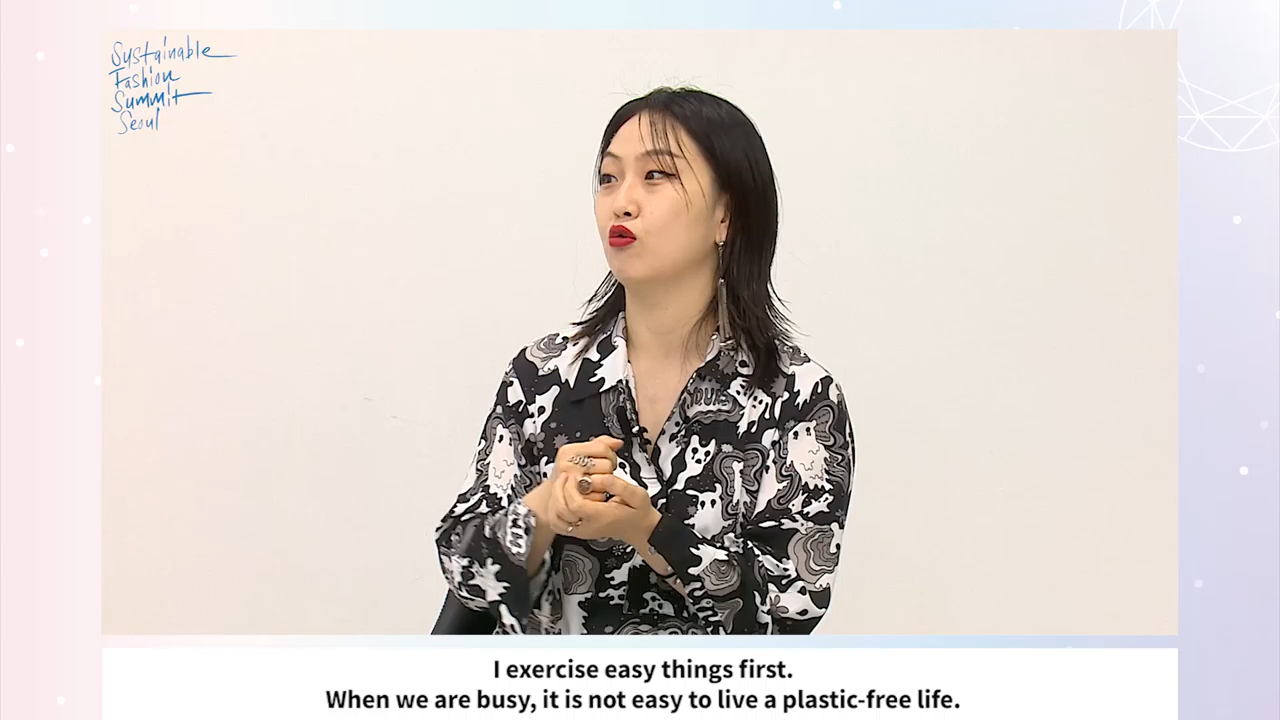 Sustainable
Fashion
Summit
Seoul
I exercise easy things first.
When we are busy, it is not easy to live a plastic-free life.